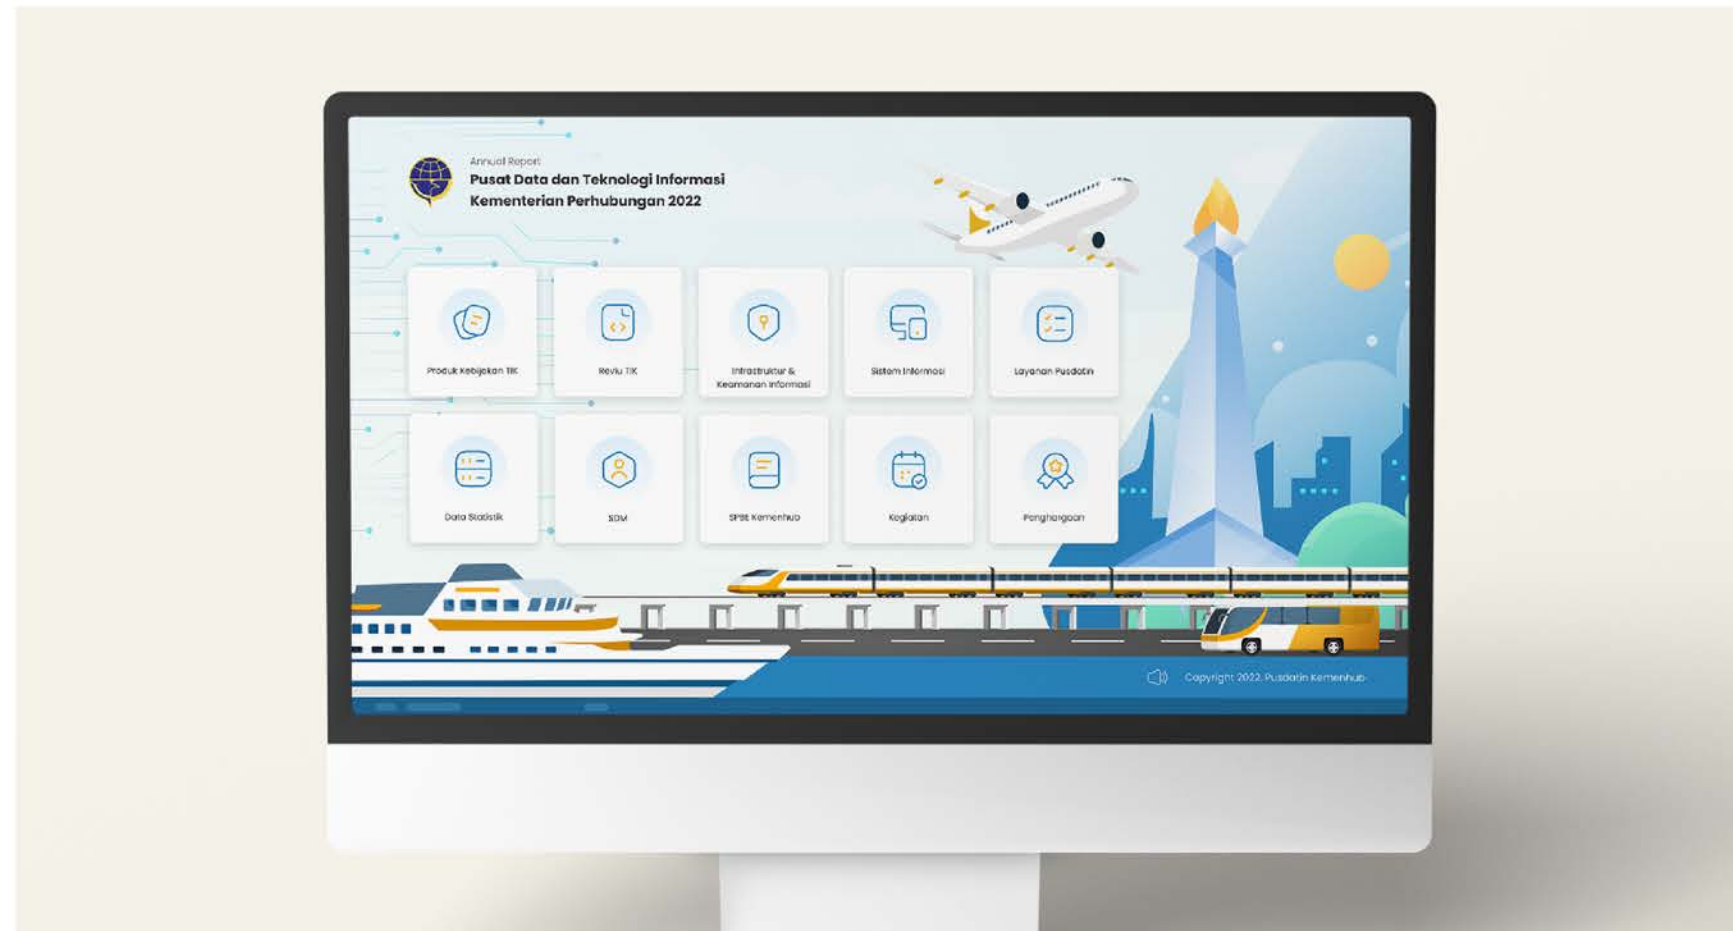 Annual Report
Pusat Data dan Teknologi Informasi
Kementerian Perhubungan 2022
Produk Kebijakan TIK
Reviu TIK
Infrastruktur &
Keamanan Informasi
Sistem Informasi
Layanan Pusdatin
Data Statistik
SDM
SPBE Kemenhub
Kegiatan
Penghargaan
Copyright 2022. Pusdatin Kemenhub